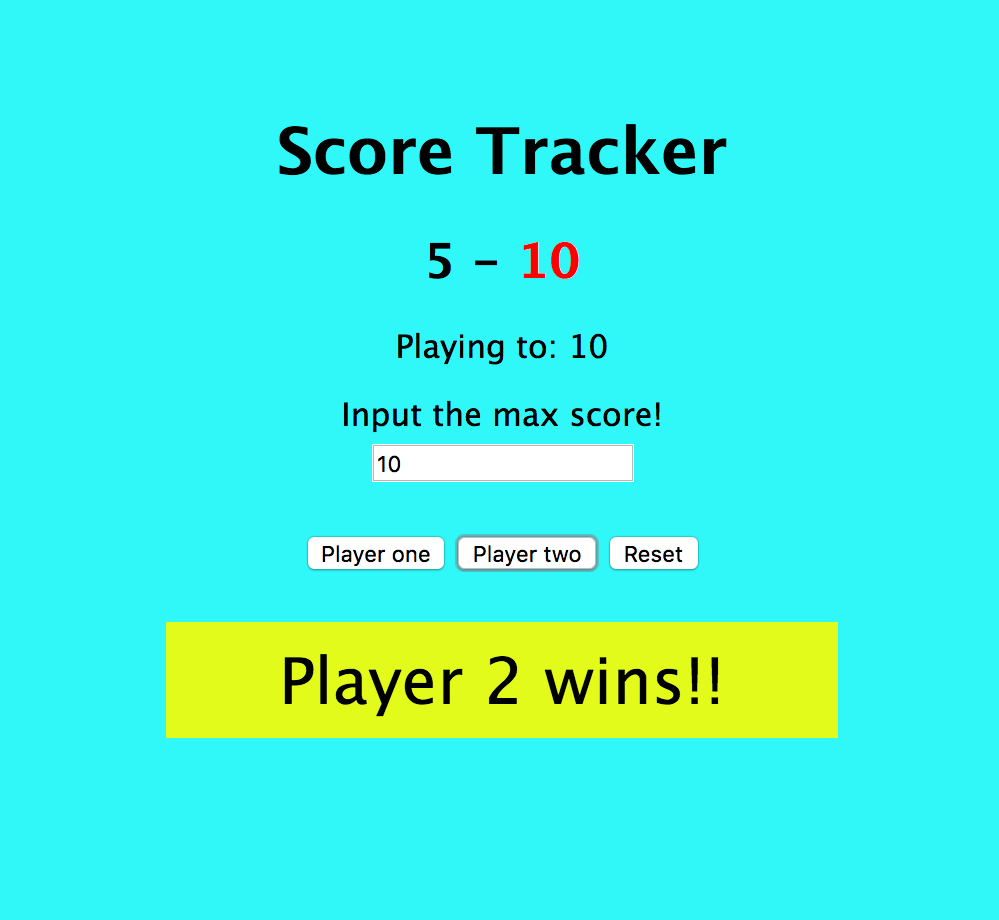 Score Tracker
5 - 10
Playing to: 10
Input the max score!
10
Player one Player two Reset
Player 2 wins!!